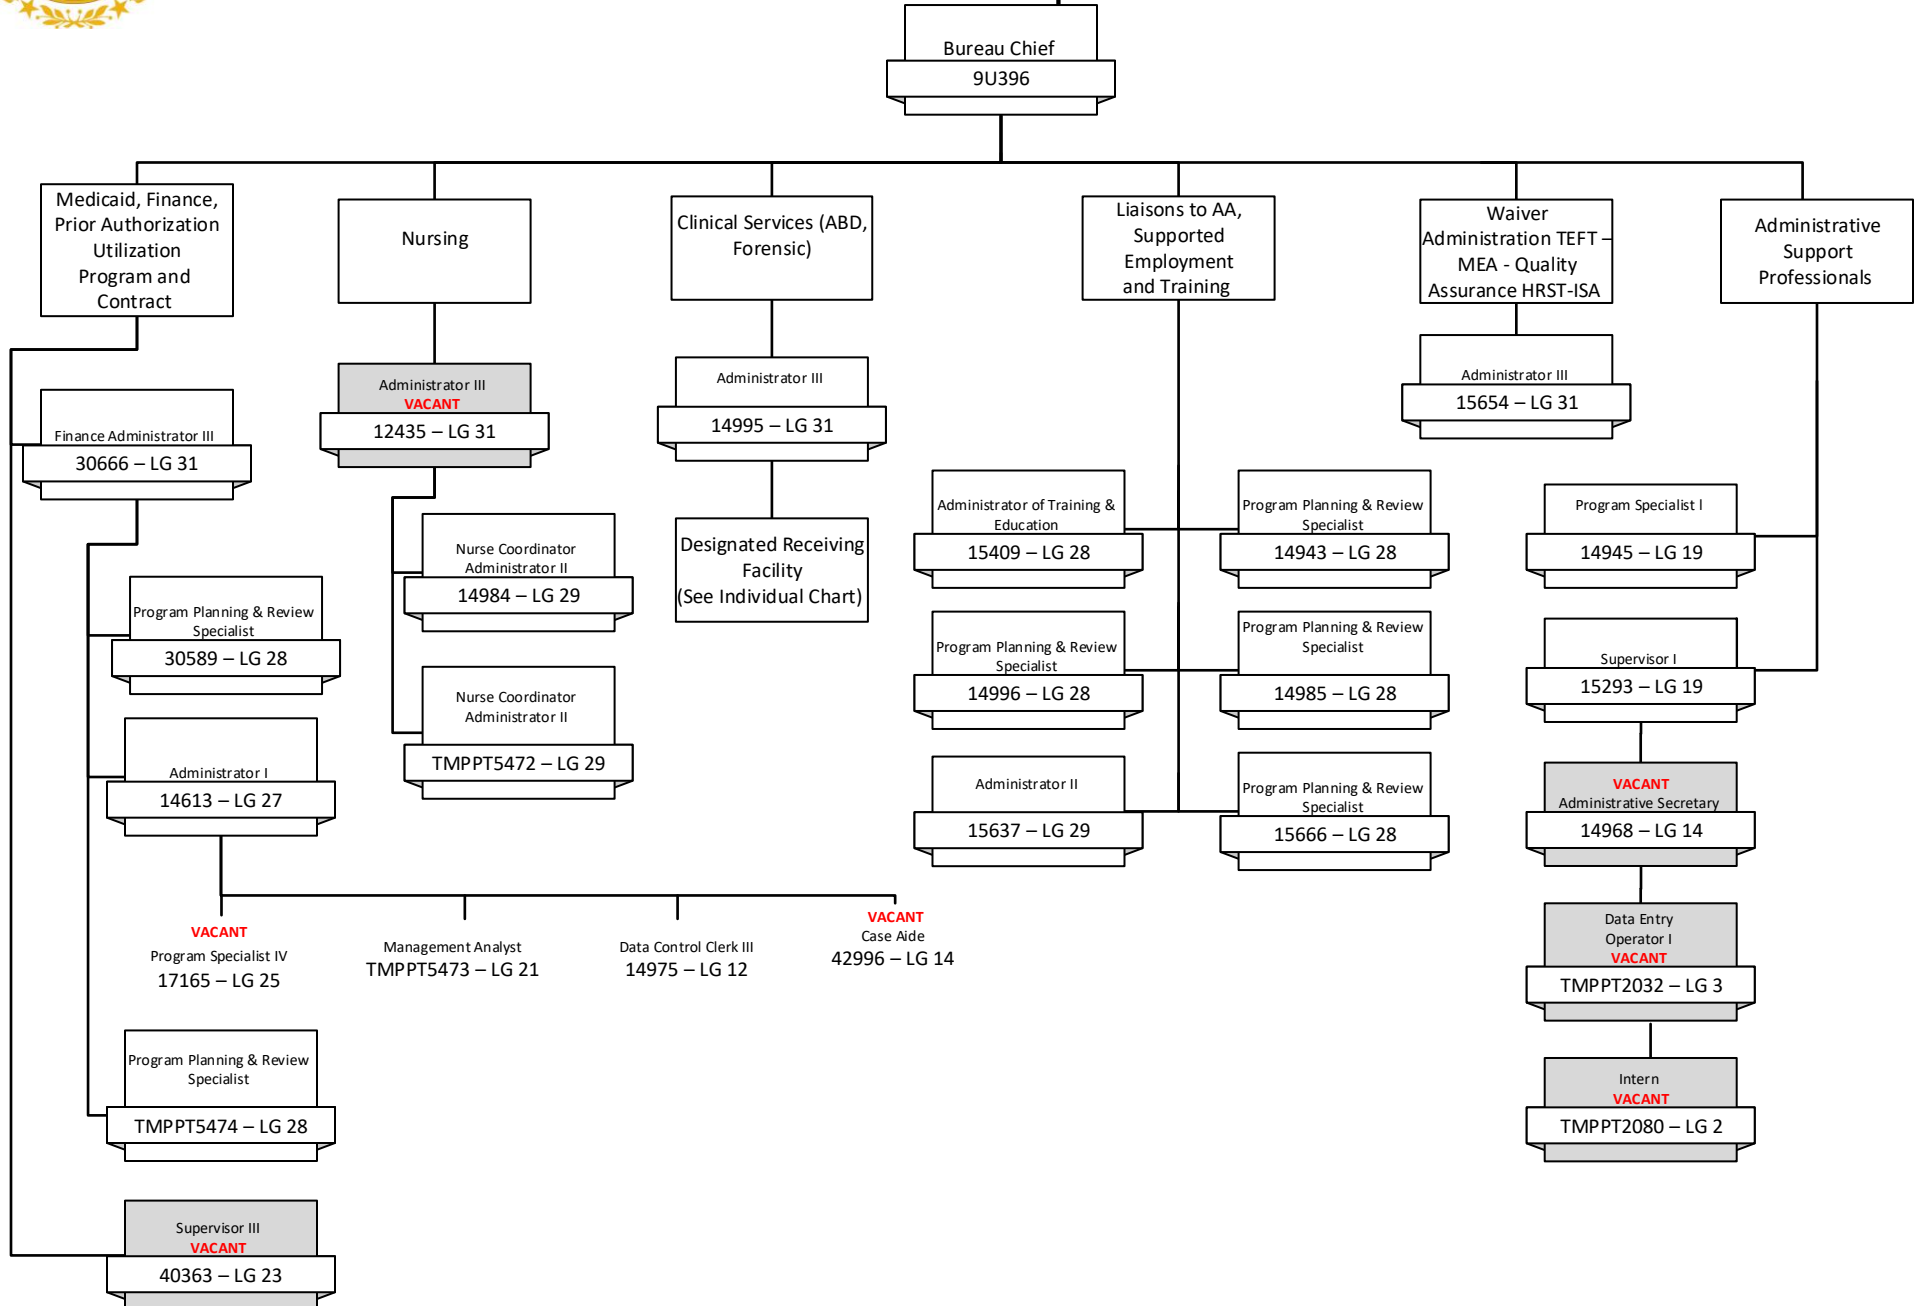 Bureau Chief
9U396
Medicaid, Finance,
Prior Authorization
Utilization
Program and
Contract
Nursing
Clinical Services (ABD,
Forensic)
Liaisons to AA,
Supported
Employment
and Training
Waiver
Administration TEFT –
MEA - Quality
Assurance HRST-ISA
Administrative
Support
Professionals
Finance Administrator III
30666 – LG 31
Program Planning & Review
Specialist
30589 – LG 28
Administrator I
14613 – LG 27
VACANT
Program Specialist IV
17165 – LG 25
Management Analyst
TMPPT5473 – LG 21
Data Control Clerk III
14975 – LG 12
VACANT
Case Aide
42996 – LG 14
Program Planning & Review
Specialist
TMPPT5474 – LG 28
Supervisor III
VACANT
40363 – LG 23
Administrator III
VACANT
12435 – LG 31
Nurse Coordinator
Administrator II
14984 – LG 29
Nurse Coordinator
Administrator II
TMPPT5472 – LG 29
Administrator III
14995 – LG 31
Designated Receiving
Facility
(See Individual Chart)
Administrator of Training &
Education
15409 – LG 28
Program Planning & Review
Specialist
14943 – LG 28
Program Planning & Review
Specialist
14996 – LG 28
Program Planning & Review
Specialist
14985 – LG 28
Administrator II
15637 – LG 29
Program Planning & Review
Specialist
15666 – LG 28
Administrator III
15654 – LG 31
Program Specialist l
14945 – LG 19
Supervisor I
15293 – LG 19
VACANT
Administrative Secretary
14968 – LG 14
Data Entry
Operator I
VACANT
TMPPT2032 – LG 3
Intern
VACANT
TMPPT2080 – LG 2